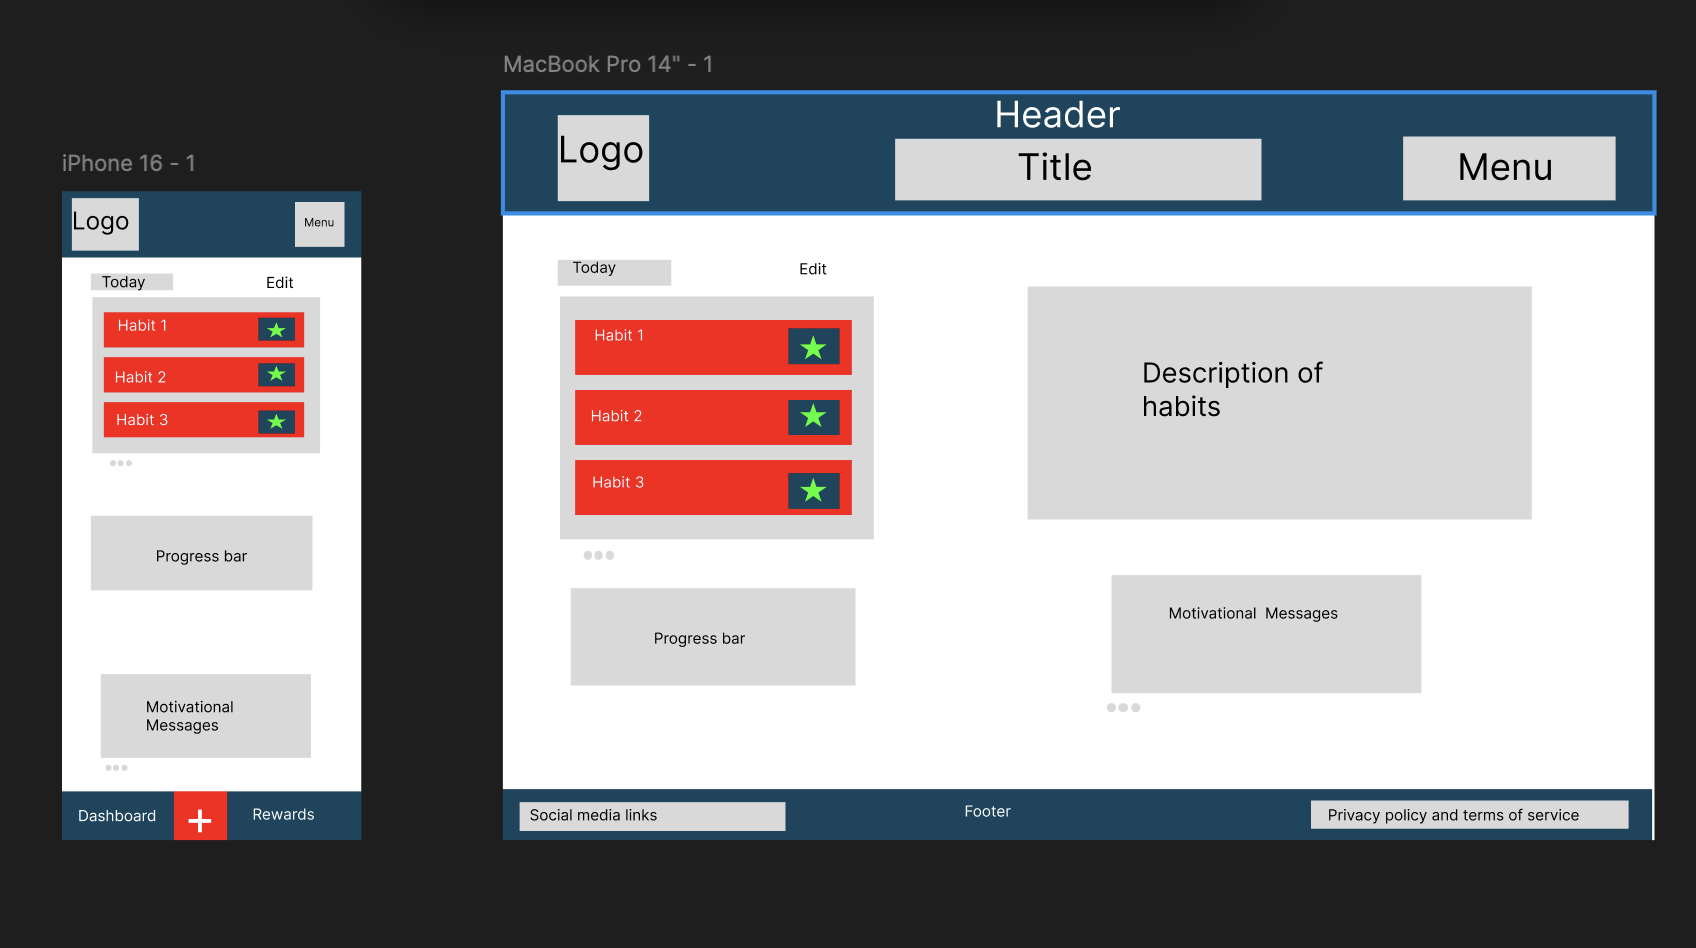 iPhone 16 - 1
Logo
Menu
Today
Edit
Habit 1
Habit 2
Habit 3
Progress bar
Motivational
Messages
Dashboard
+
Rewards
MacBook Pro 14" - 1
Header
Logo
Title
Menu
Today
Edit
Habit 1
Habit 2
Habit 3
Progress bar
Description of
habits
Motivational Messages
Social media links
Footer
Privacy policy and terms of service